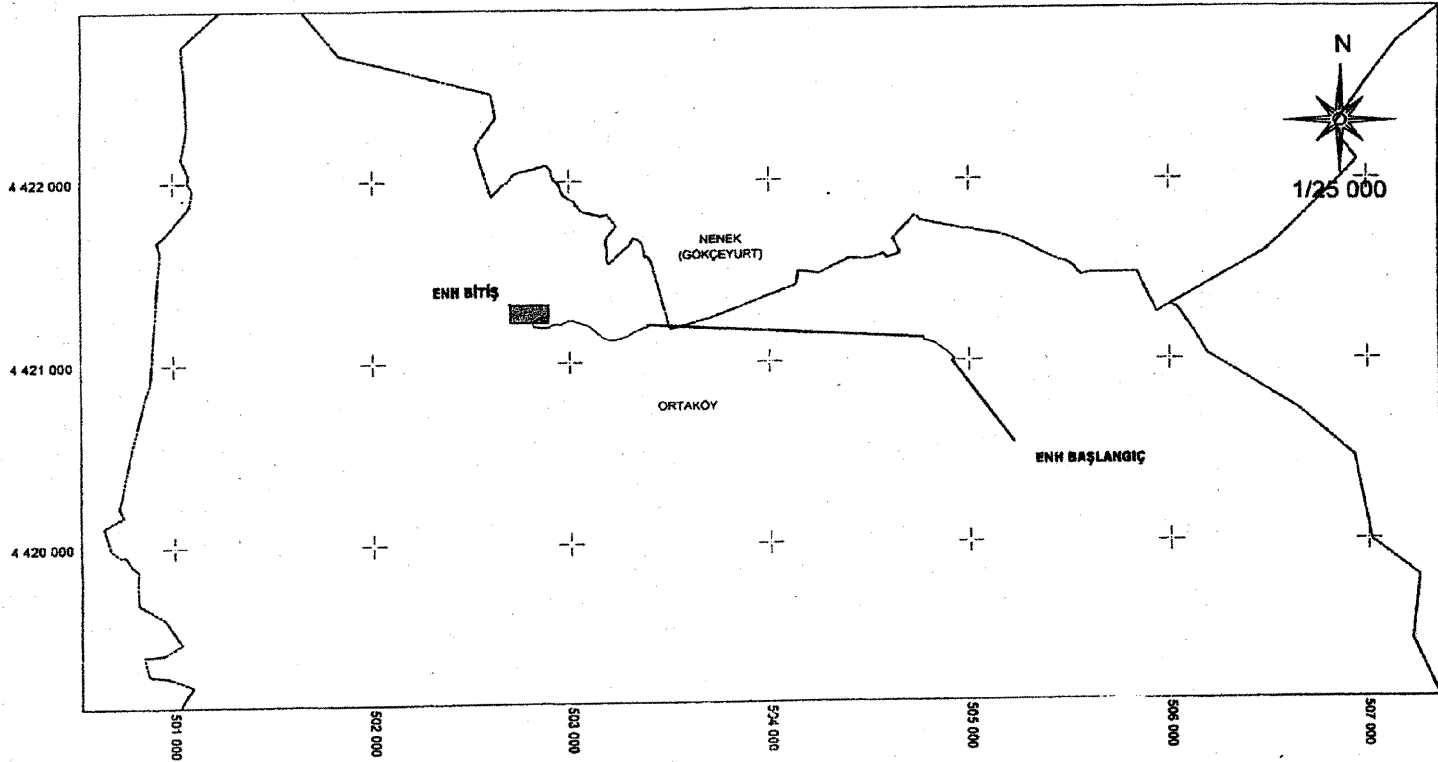 N
1/25 000
4 422 000
NENEK
(GÖKÇEYURT)
ENH BİTİŞ
4 421 000
ORTAKÖY
ENH BAŞLANGIÇ
4 420 000
501 000
502 000
503 000
504 000
505 000
506 000
507 000